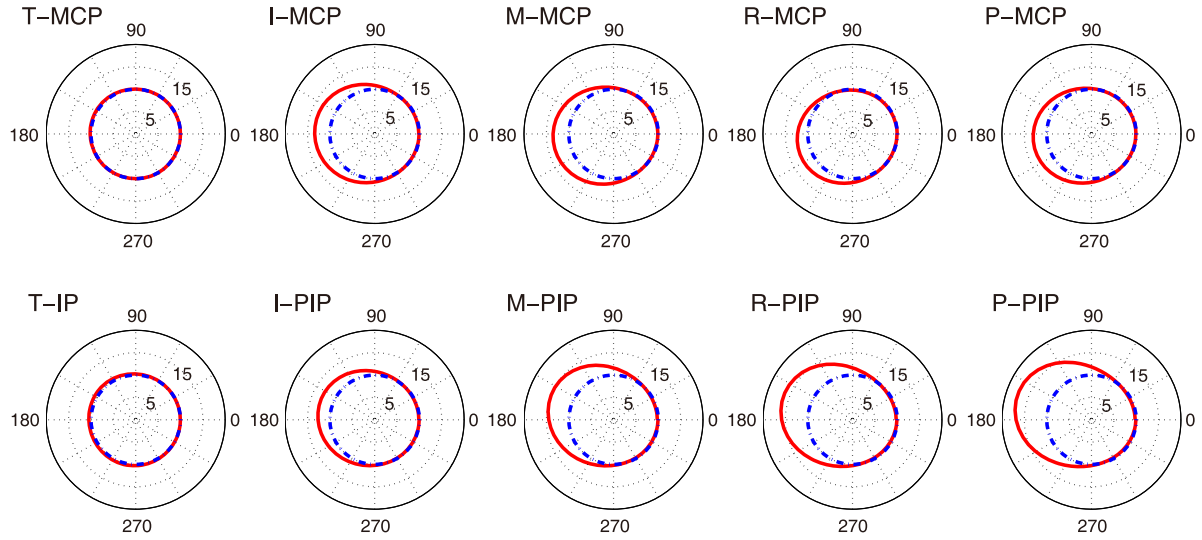 T−MCP I−MCP M−MCP R−MCP P−MCP
90 90 90 90 90
15 15 15 15 15
5 5 5 5 5
180 0 180 0 180 0 180 0 180 0
270 270 270 270 270
T−IP I−PIP M−PIP R−PIP P−PIP
90 90 90 90 90
15 15 15 15 15
5 5 5 5 5
180 0 180 0 180 0 180 0 180 0
270 270 270 270 270